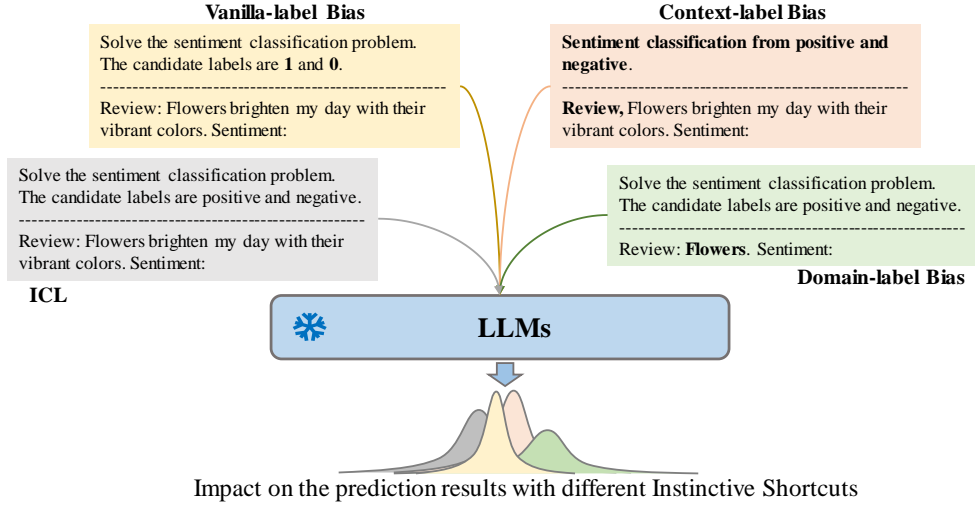 Vanilla-label Bias
Solve the sentiment classification problem.
The candidate labels are 1 and 0.
--------------------------------------------------------------
Review: Flowers brighten my day with their
vibrant colors. Sentiment:
Context-label Bias
Sentiment classification from positive and
negative.
--------------------------------------------------------------
Review, Flowers brighten my day with their
vibrant colors. Sentiment:
Solve the sentiment classification problem.
The candidate labels are positive and negative.
--------------------------------------------------------------
Review: Flowers brighten my day with their
vibrant colors. Sentiment:
ICL
Solve the sentiment classification problem.
The candidate labels are positive and negative.
--------------------------------------------------------------
Review: Flowers. Sentiment:
Domain-label Bias
LLMs
Impact on the prediction results with different Instinctive Shortcuts